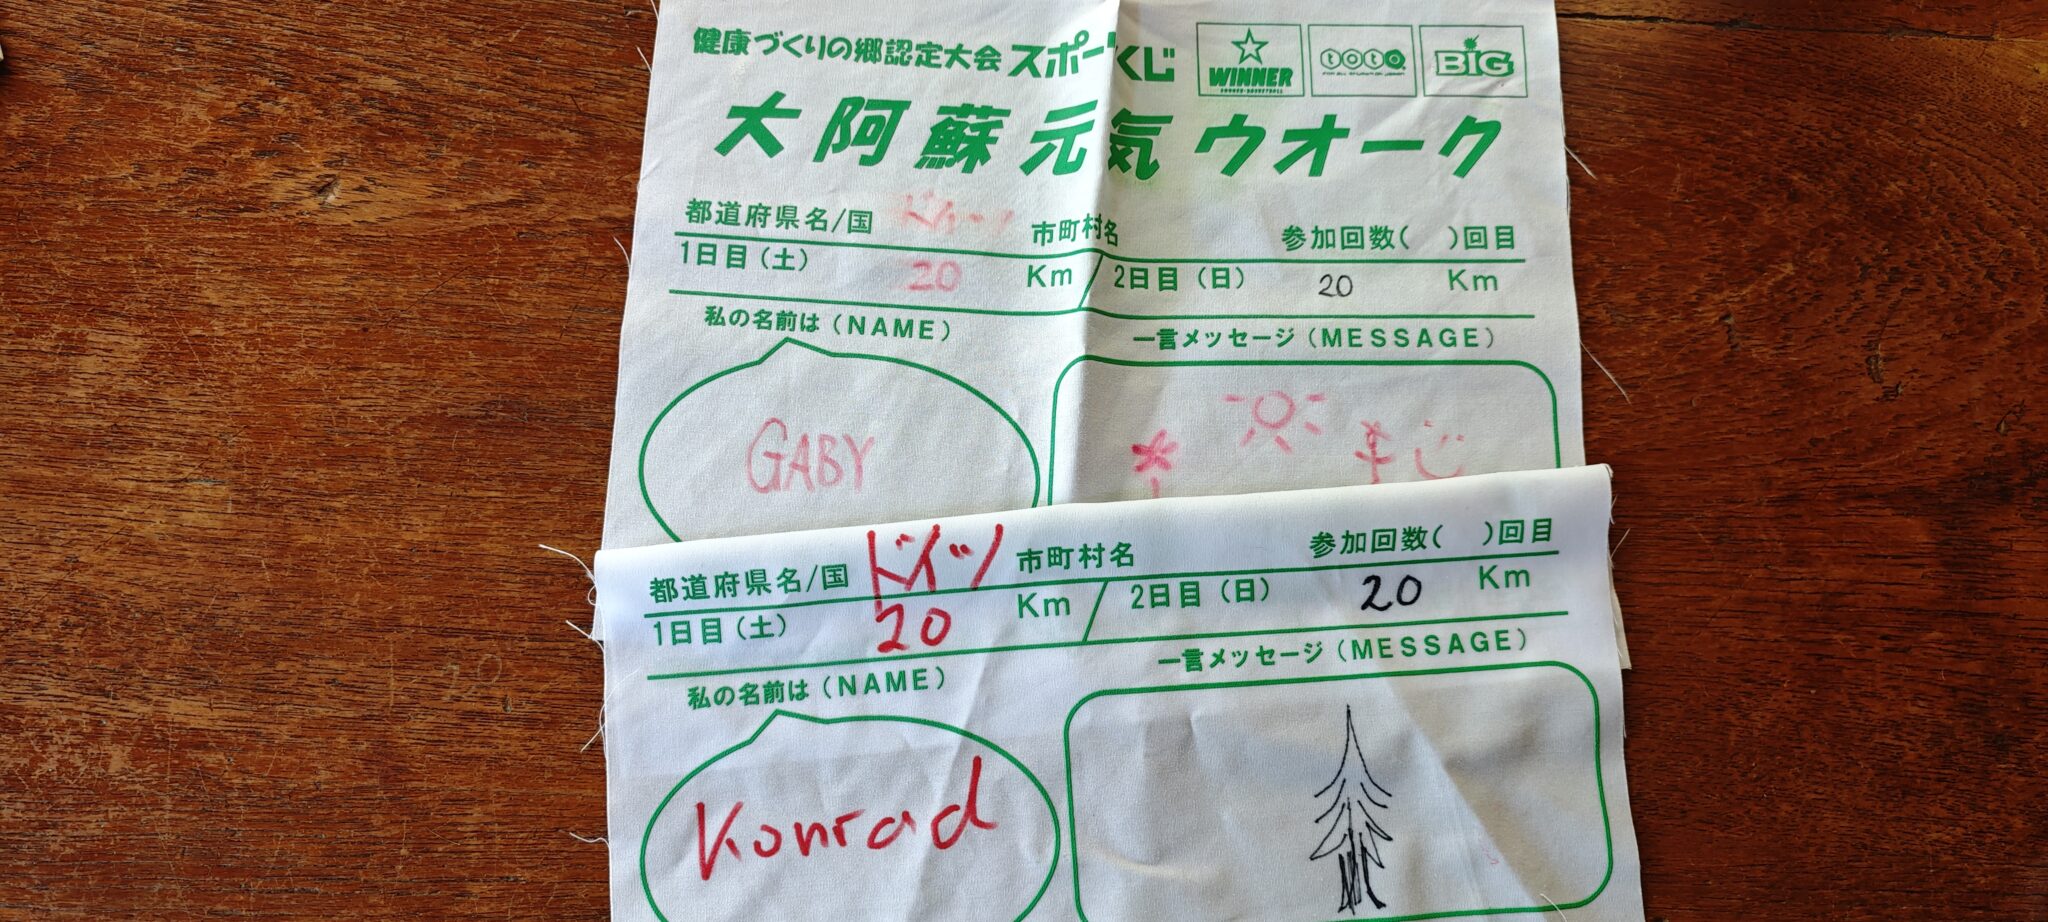 健康づくりの郷認定大会 スポーツくじ WINNER toto BIG
大阿蘇元気ウオーク
都道府県名/国 ドイツ 市町村名 参加回数( )回目
1日目(土) 20 Km / 2日目(日) 20 Km
私の名前は(NAME) 一言メッセージ(MESSAGE)
GABY
都道府県名/国 ドイツ 市町村名 参加回数( )回目
1日目(土) 20 Km / 2日目(日) 20 Km
私の名前は(NAME) 一言メッセージ(MESSAGE)
Konrad